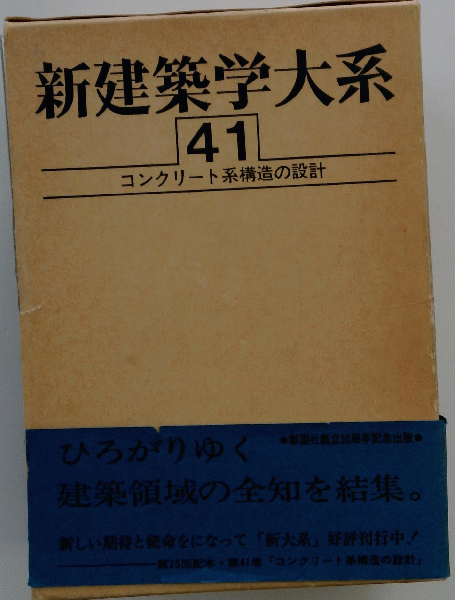 新建築学大系
41
コンクリート系構造の設計
●彰国社創立50周年記念出版●
ひろがりゆく
建築領域の全知を結集。
新しい期待と使命をになって「新大系」好評刊行中!
第25回配本・第41巻「コンクリート系構造の設計」